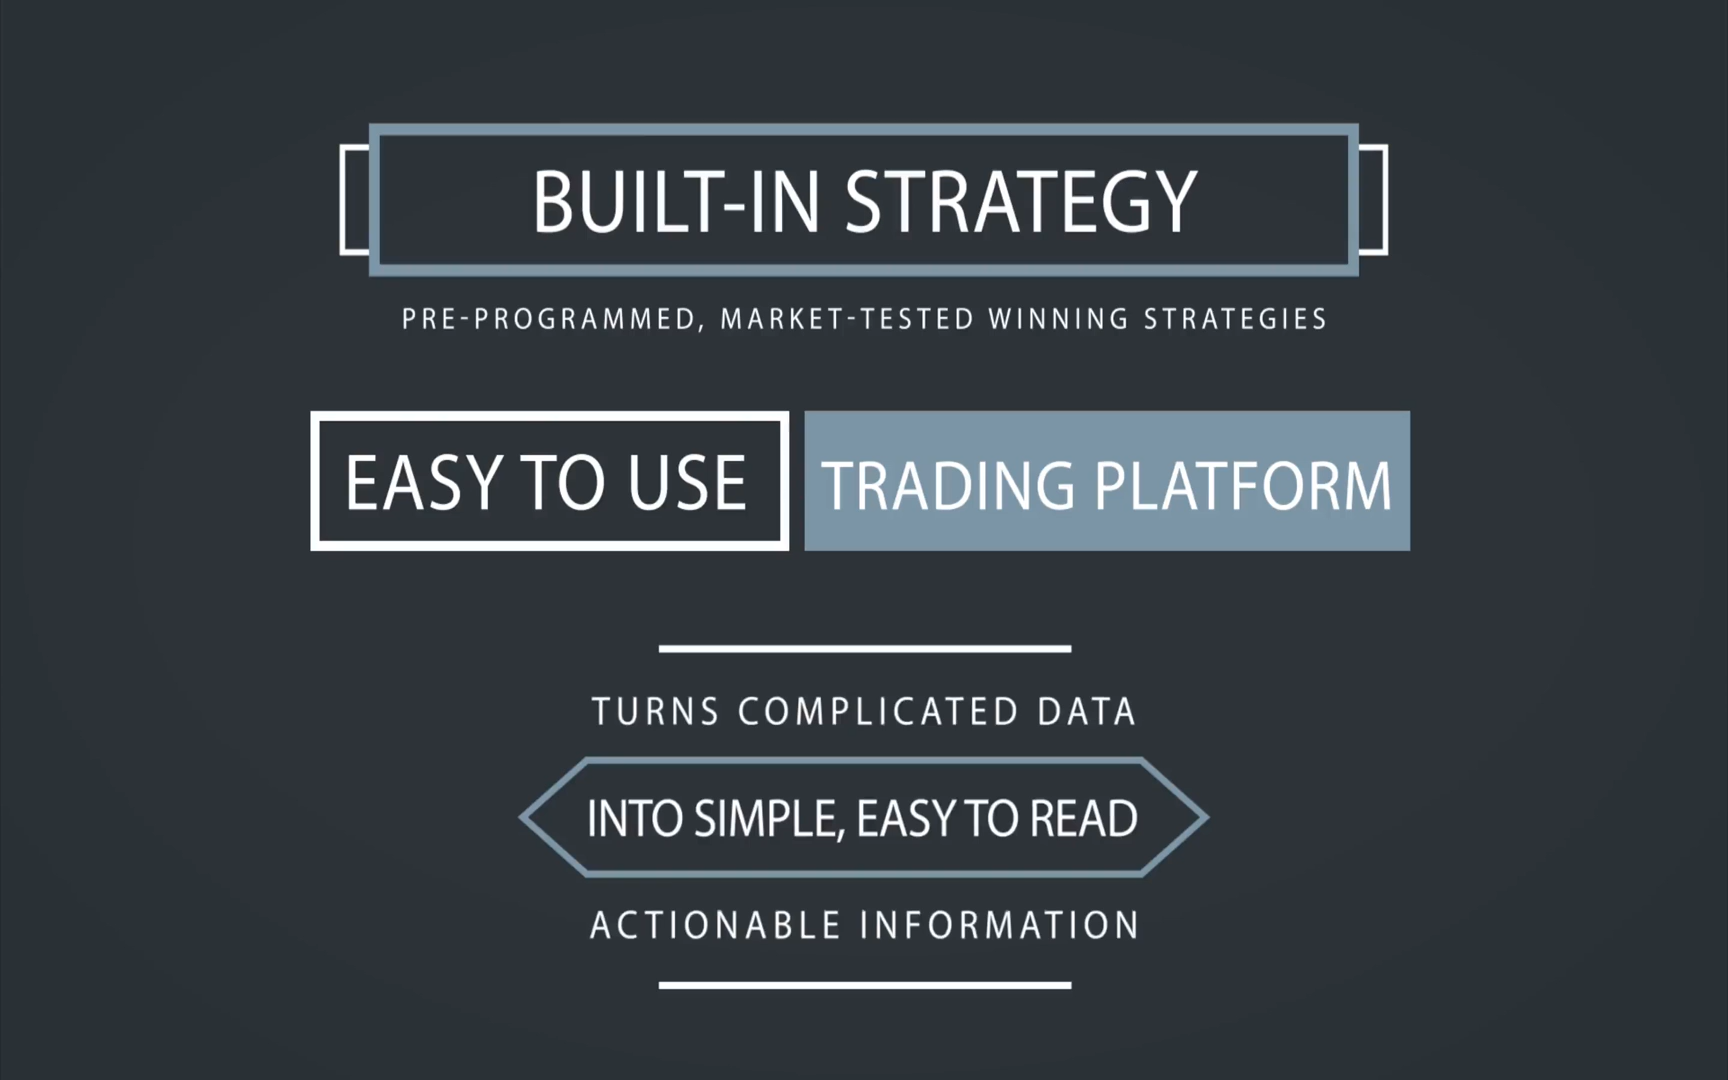 BUILT-IN STRATEGY
PRE-PROGRAMMED, MARKET-TESTED WINNING STRATEGIES
EASY TO USE TRADING PLATFORM
TURNS COMPLICATED DATA
INTO SIMPLE, EASY TO READ
ACTIONABLE INFORMATION